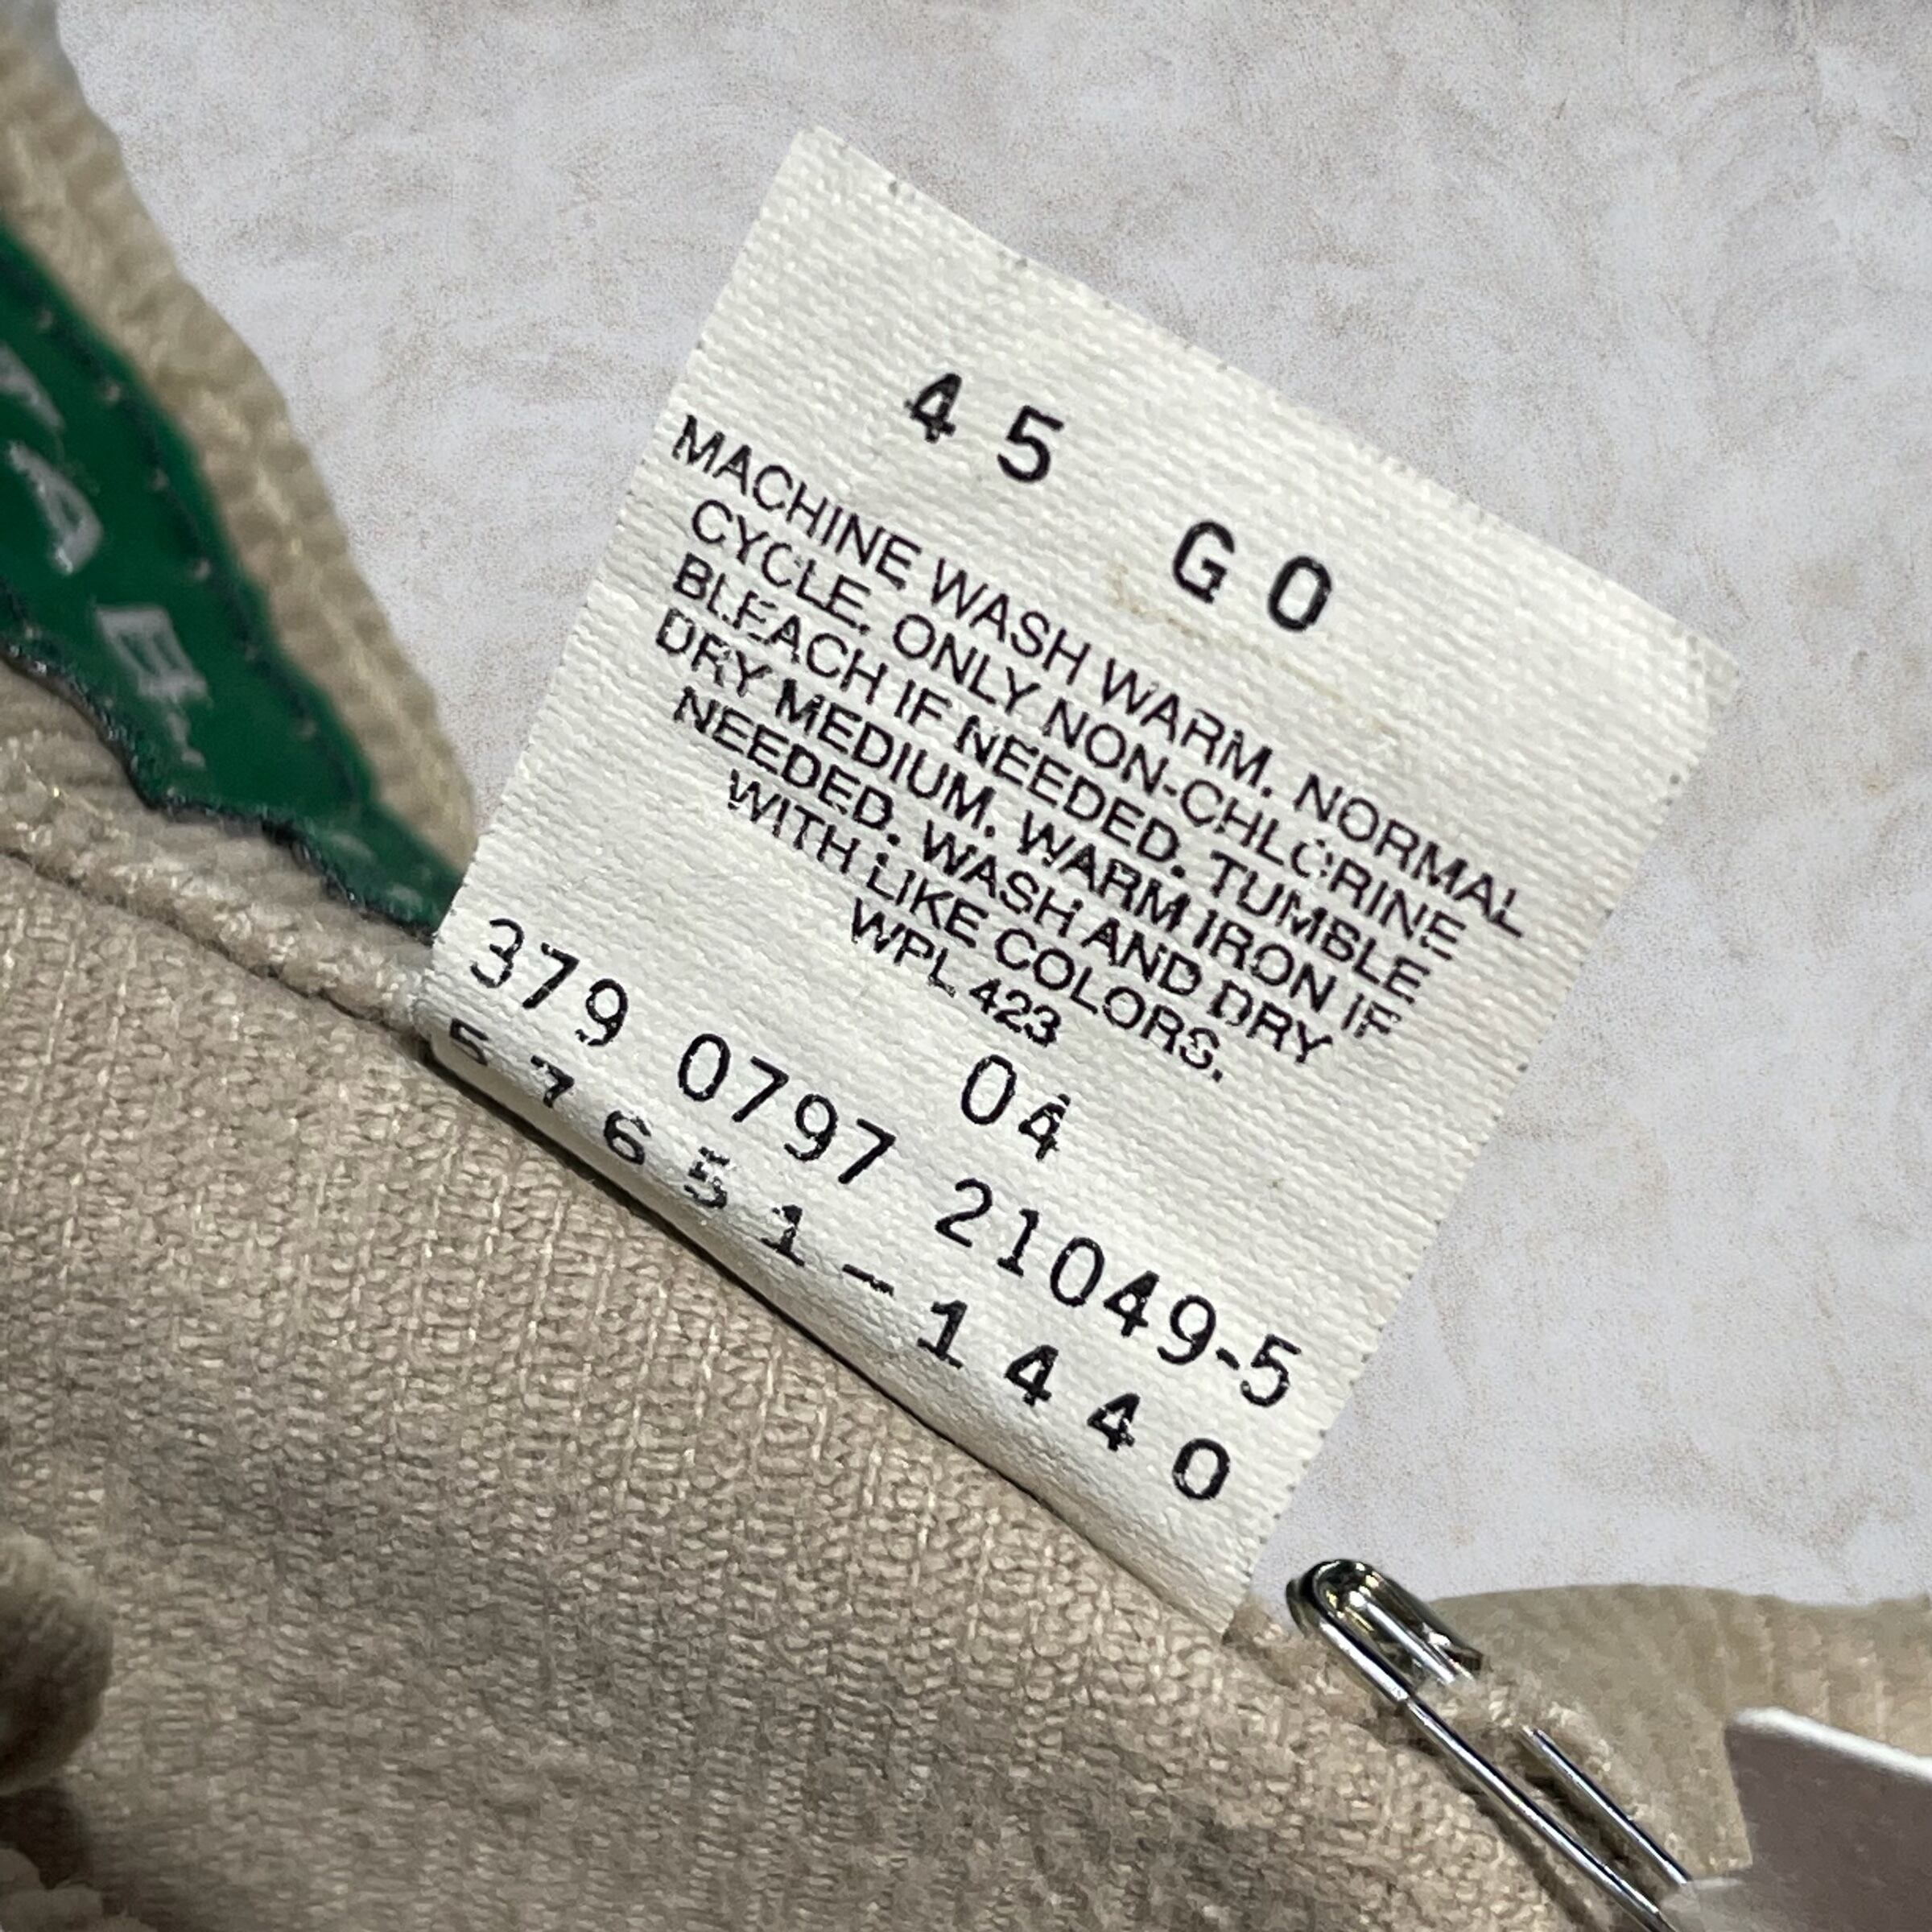 45 GO
MACHINE WASH WARM. NORMAL
CYCLE. ONLY NON-CHLORINE
BLEACH IF NEEDED. TUMBLE
DRY MEDIUM. WARM IRON IF
NEEDED. WASH AND DRY
WITH LIKE COLORS.
WPL 423
04
379 0797 21049-5
57651-1440